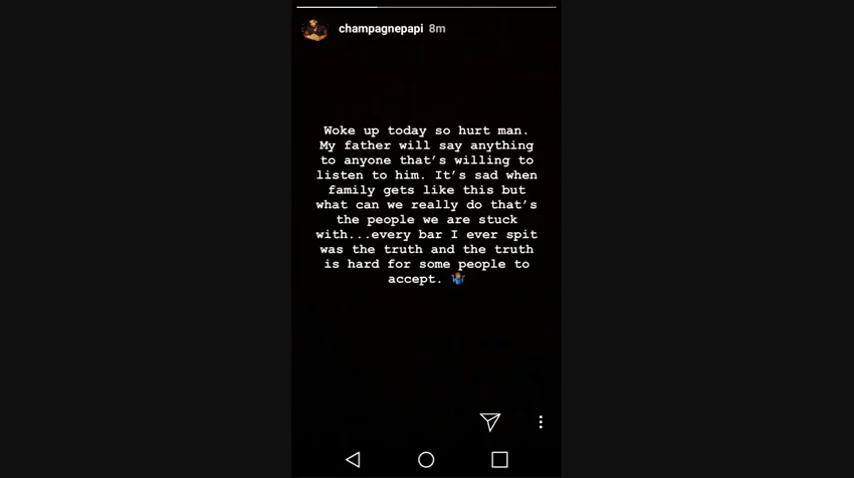 champagnepapi 8m
Woke up today so hurt man.
My father will say anything
to anyone that's willing to
listen to him. It's sad when
family gets like this but
what can we really do that's
the people we are stuck
with...every bar I ever spit
was the truth and the truth
is hard for some people to
accept. 🤷🏽‍♂️